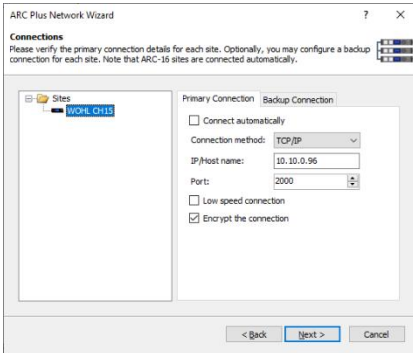 ARC Plus Network Wizard
Connections
Please verify the primary connection details for each site. Optionally, you may configure a backup
connection for each site. Note that ARC-16 sites are connected automatically.
Sites
WOHL CH15
Primary Connection Backup Connection
Connect automatically
Connection method: TCP/IP
IP/Host name: 10.10.0.96
Port: 2000
Low speed connection
Encrypt the connection
< Back Next > Cancel